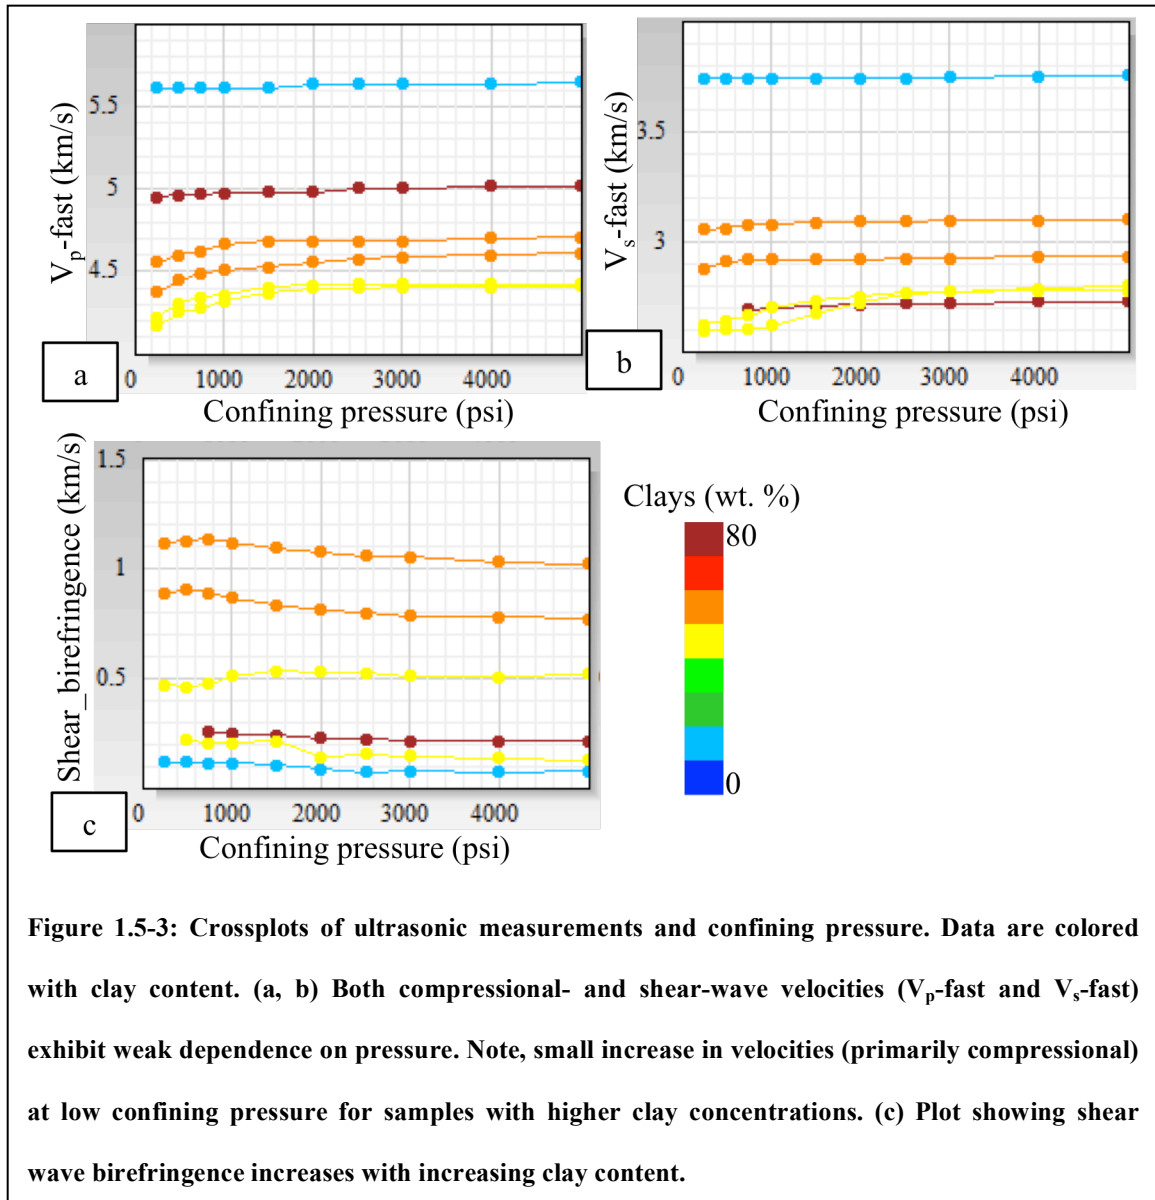 5.5
5
4.5
Vp-fast (km/s)
a
0 1000 2000 3000 4000
Confining pressure (psi)
3.5
3
Vs-fast (km/s)
b
0 1000 2000 3000 4000
Confining pressure (psi)
1.5
1
0.5
Shear_birefringence (km/s)
c
0 1000 2000 3000 4000
Confining pressure (psi)
Clays (wt. %)
80
0
Figure 1.5-3: Crossplots of ultrasonic measurements and confining pressure. Data are colored
with clay content. (a, b) Both compressional- and shear-wave velocities (Vp-fast and Vs-fast)
exhibit weak dependence on pressure. Note, small increase in velocities (primarily compressional)
at low confining pressure for samples with higher clay concentrations. (c) Plot showing shear
wave birefringence increases with increasing clay content.